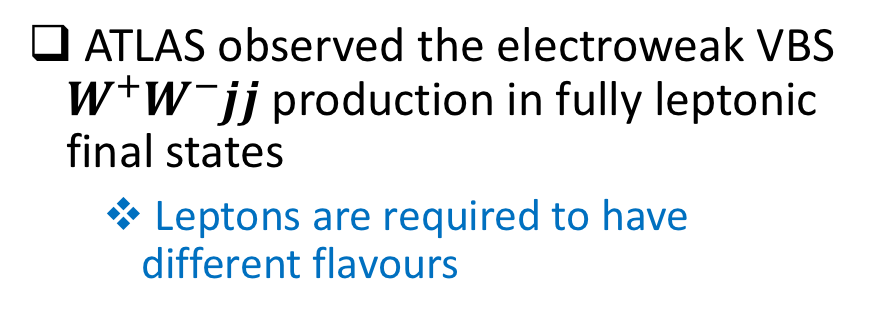 ❑ ATLAS observed the electroweak VBS
W⁺W⁻jj production in fully leptonic
final states
❖ Leptons are required to have
different flavours